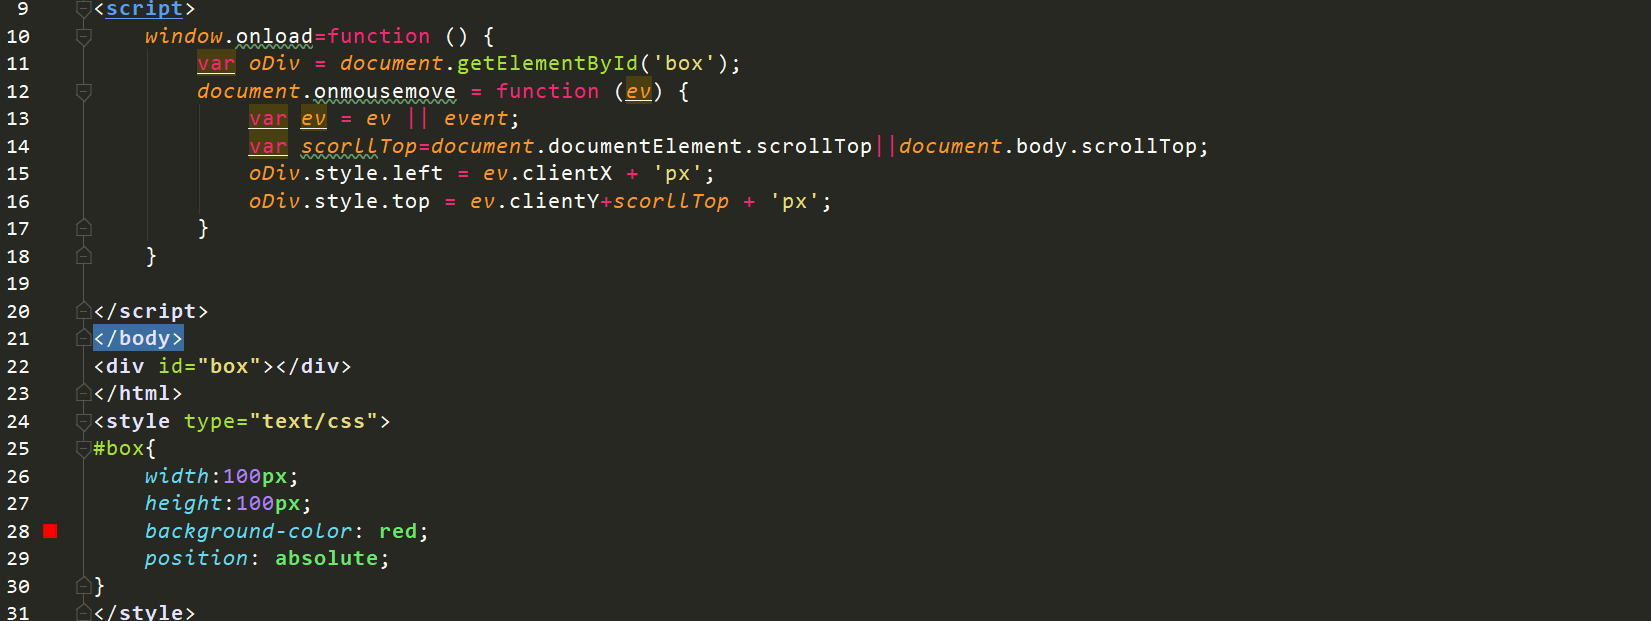 9 <script>
10     window.onload=function () {
11         var oDiv = document.getElementById('box');
12         document.onmousemove = function (ev) {
13             var ev = ev || event;
14             var scorllTop=document.documentElement.scrollTop||document.body.scrollTop;
15             oDiv.style.left = ev.clientX + 'px';
16             oDiv.style.top = ev.clientY+scorllTop + 'px';
17         }
18     }
19
20 </script>
21 </body>
22 <div id="box"></div>
23 </html>
24 <style type="text/css">
25 #box{
26     width:100px;
27     height:100px;
28     background-color: red;
29     position: absolute;
30 }
31 </style>